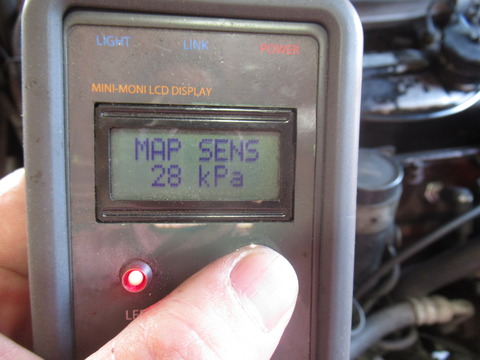 LIGHT LINK POWER
MINI-MONI LCD DISPLAY
MAP SENS
28 kPa